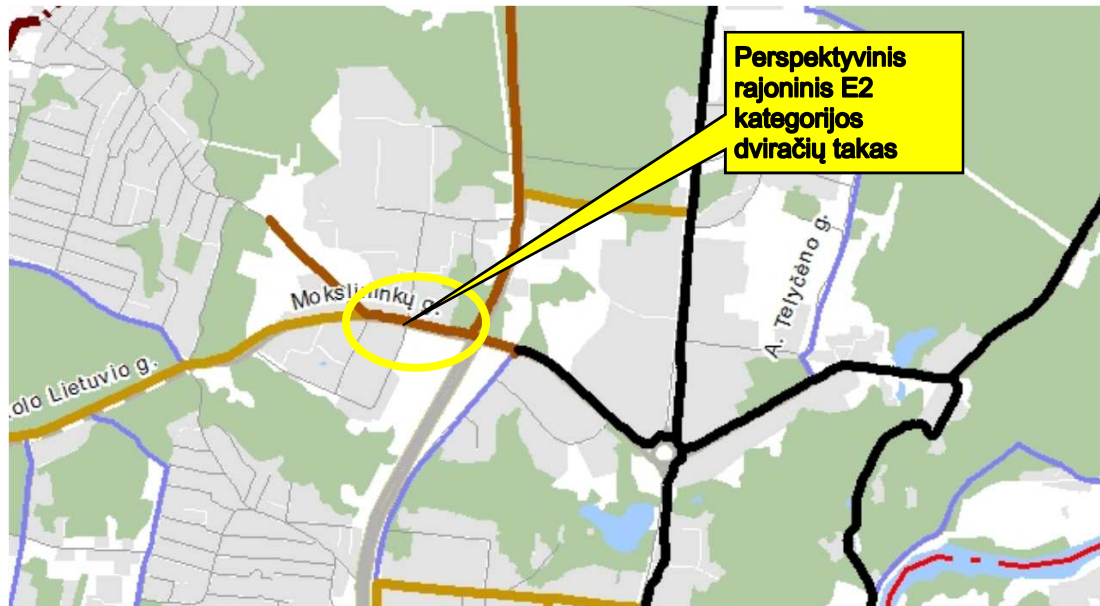 Perspektyvinis
rajoninis E2
kategorijos
dviračių takas
A. Telyčėno g.
Mokslininkų g.
olo Lietuvio g.